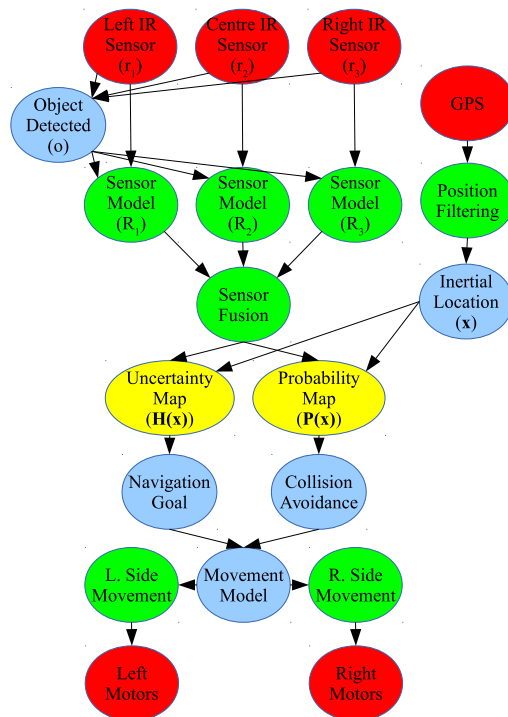 Left IR
Sensor
(r₁)
Centre IR
Sensor
(r₂)
Right IR
Sensor
(r₃)
Object
Detected
(o)
GPS
Sensor
Model
(R₁)
Sensor
Model
(R₂)
Sensor
Model
(R₃)
Position
Filtering
Sensor
Fusion
Inertial
Location
(x)
Uncertainty
Map
(H(x))
Probability
Map
(P(x))
Navigation
Goal
Collision
Avoidance
L. Side
Movement
Movement
Model
R. Side
Movement
Left
Motors
Right
Motors